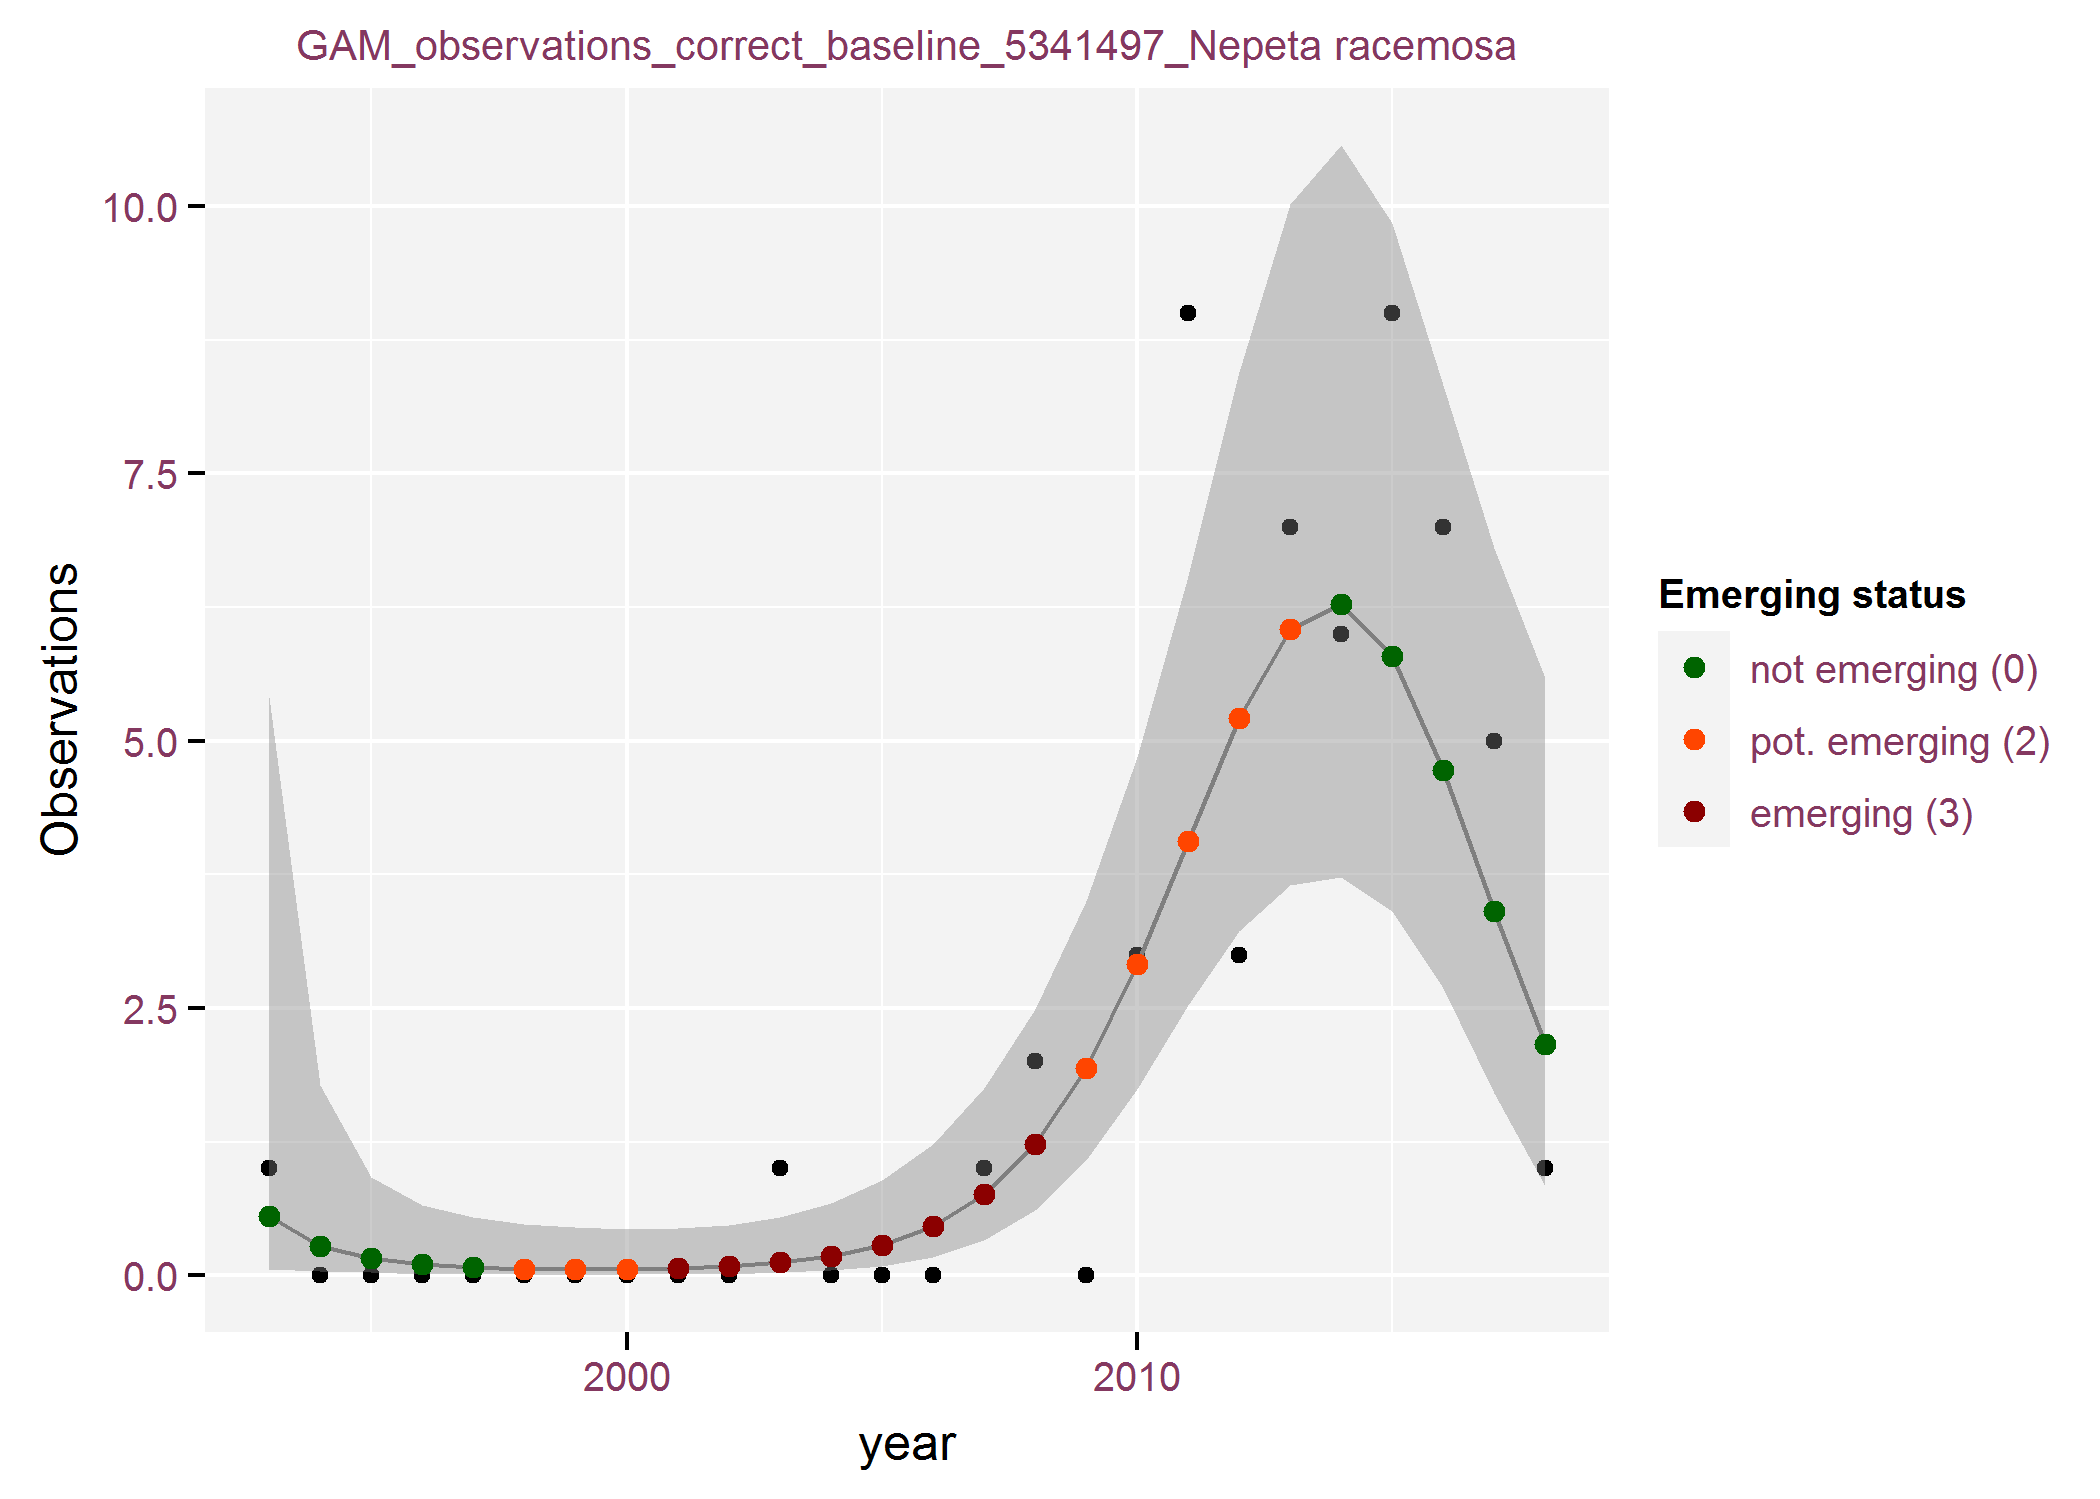 GAM_observations_correct_baseline_5341497_Nepeta racemosa
Observations
10.0
7.5
5.0
2.5
0.0
2000
2010
year
Emerging status
not emerging (0)
pot. emerging (2)
emerging (3)